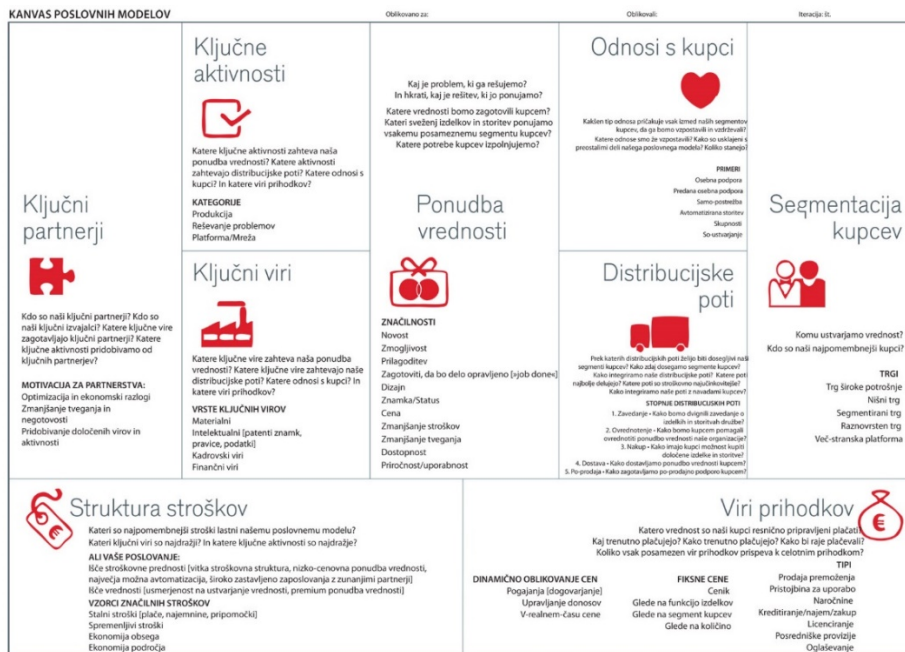 KANVAS POSLOVNIH MODELOV
Oblikovano za:
Oblikovali:
Iteracija: št.
Ključni
partnerji
Kdo so naši ključni partnerji? Kdo so
naši ključni izvajalci? Katere ključne vire
zagotavljajo ključni partnerji? Katere
ključne aktivnosti pridobivamo od
ključnih partnerjev?
MOTIVACIJA ZA PARTNERSTVA:
Optimizacija in ekonomski razlogi
Zmanjšanje tveganja in
negotovosti
Pridobivanje določenih virov in
aktivnosti
Ključne
aktivnosti
Katere ključne aktivnosti zahteva naša
ponudba vrednosti? Katere aktivnosti
zahtevajo distribucijske poti? Katere odnosi s
kupci? In katere viri prihodkov?
KATEGORIJE
Produkcija
Reševanje problemov
Platforma/Mreža
Ključni viri
Katere ključne vire zahteva naša ponudba
vrednosti? Katere ključne vire zahtevajo naše
distribucijske poti? Katere odnosi s kupci? In
katere viri prihodkov?
VRSTE KLJUČNIH VIROV
Materialni
Intelektualni [patenti znamk,
pravice, podatki]
Kadrovski viri
Finančni viri
Kaj je problem, ki ga rešujemo?
In hkrati, kaj je rešitev, ki jo ponujamo?
Katere vrednosti bomo zagotovili kupcem?
Kateri sveženj izdelkov in storitev ponujamo
vsakemu posameznemu segmentu kupcev?
Katere potrebe kupcev izpolnjujemo?
Ponudba
vrednosti
ZNAČILNOSTI
Novost
Zmogljivost
Prilagoditev
Zagotoviti, da bo delo opravljeno [»job done«]
Dizajn
Znamka/Status
Cena
Zmanjšanje stroškov
Zmanjšanje tveganja
Dostopnost
Priročnost/uporabnost
Odnosi s kupci
Kakšen tip odnosa pričakuje vsak izmed naših segmentov
kupcev, da ga bomo vzpostavili in vzdrževali?
Katere odnose smo že vzpostavili? Kako so usklajeni s
preostalimi deli našega poslovnega modela? Koliko stanejo?
PRIMERI
Osebna podpora
Predana osebna podpora
Samo-postrežba
Avtomatizirana storitev
Skupnosti
So-ustvarjanje
Distribucijske
poti
Prek katerih distribucijskih poti želijo biti dosegljivi naši
segmenti kupcev? Kako zdaj dosegamo segmente kupcev?
Kako integriramo naše distribucijske poti? Katere poti
najbolje delujejo? Katere poti so stroškovno najučinkovitejše?
Kako integriramo naše poti z navadami kupcev?
STOPNJE DISTRIBUCIJSKIH POTI
1. Zavedanje • Kako bomo dvignili zavedanje o
izdelkih in storitvah družbe?
2. Ovrednotenje • Kako bomo kupcem pomagali
ovrednotiti ponudbo vrednosti naše organizacije?
3. Nakup • Kako imajo kupci možnost kupiti
določene izdelke in storitve?
4. Dostava • Kako dostavljamo ponudbo vrednosti kupcem?
5. Po-prodaja • Kako zagotavljamo po-prodajno podporo kupcem?
Segmentacija
kupcev
Komu ustvarjamo vrednost?
Kdo so naši najpomembnejši kupci?
TRGI
Trg široke potrošnje
Nišni trg
Segmentirani trg
Raznovrsten trg
Več-stranska platforma
Struktura stroškov
Kateri so najpomembnejši stroški lastni našemu poslovnemu modelu?
Kateri ključni viri so najdražji? In katere ključne aktivnosti so najdražje?
ALI VAŠE POSLOVANJE:
Išče stroškovne prednosti [vitka stroškovna struktura, nizko-cenovna ponudba vrednosti,
največja možna avtomatizacija, široko zastavljeno zaposlovanja z zunanjimi partnerji]
Išče vrednosti [usmerjenost na ustvarjanje vrednosti, premium ponudba vrednosti]
VZORCI ZNAČILNIH STROŠKOV
Stalni stroški [plače, najemnine, pripomočki]
Spremenljivi stroški
Ekonomija obsega
Ekonomija področja
Viri prihodkov
Katero vrednost so naši kupci resnično pripravljeni plačati?
Kaj trenutno plačujejo? Kako trenutno plačujejo? Kako bi raje plačevali?
Koliko vsak posamezen vir prihodkov prispeva k celotnim prihodkom?
DINAMIČNO OBLIKOVANJE CEN
Pogajanja [dogovarjanje]
Upravljanje donosov
V-realnem-času cene
FIKSNE CENE
Cenik
Glede na funkcijo izdelkov
Glede na segment kupcev
Glede na količino
TIPI
Prodaja premoženja
Pristojbina za uporabo
Naročnine
Kreditiranje/najem/zakup
Licenciranje
Posredniške provizije
Oglaševanje
€
€